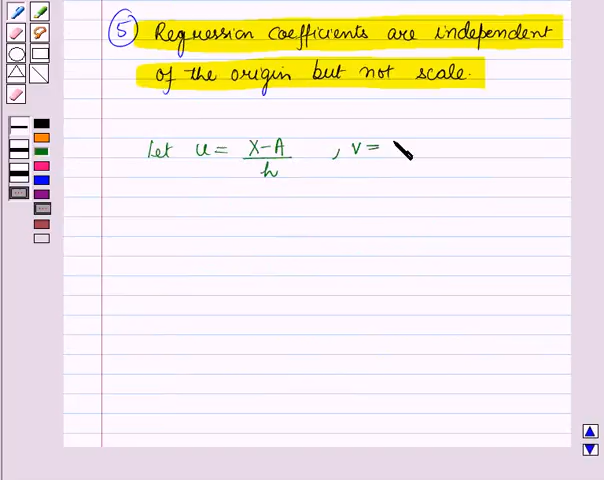 5 Regression coefficients are independent
of the origin but not scale.
Let u = X-A/h , v =